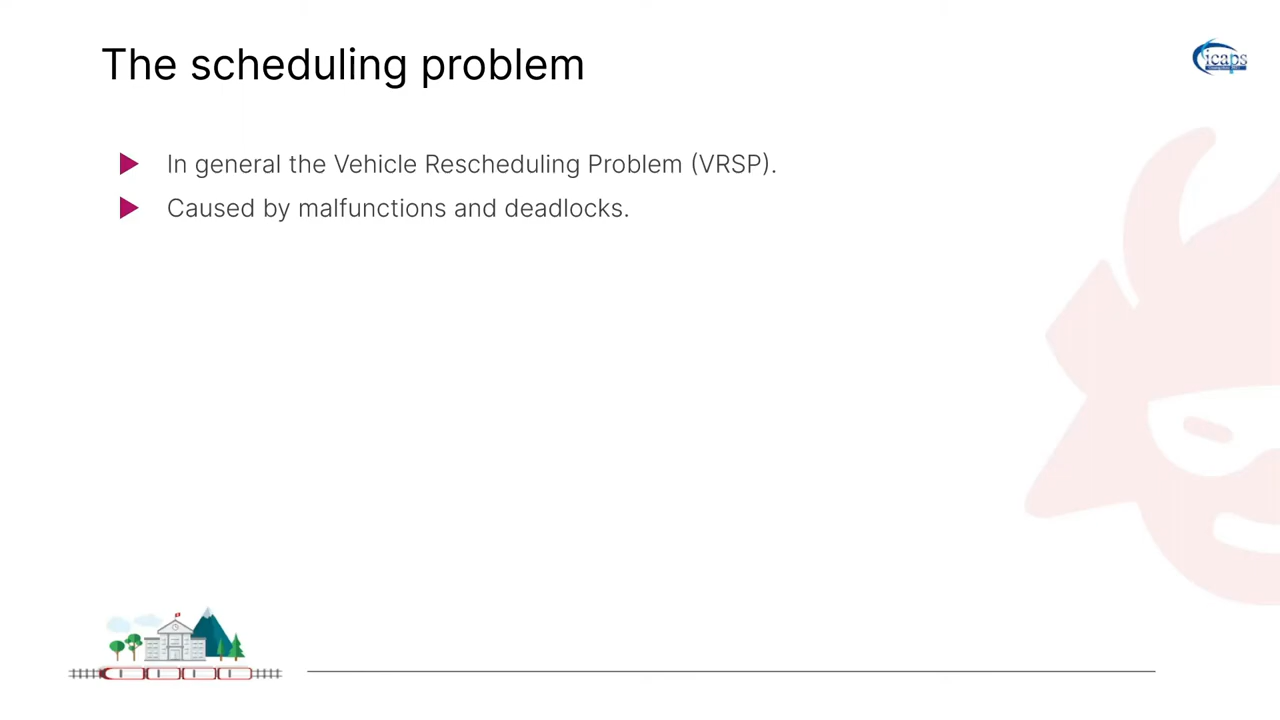 The scheduling problem
icaps
In general the Vehicle Rescheduling Problem (VRSP).
Caused by malfunctions and deadlocks.